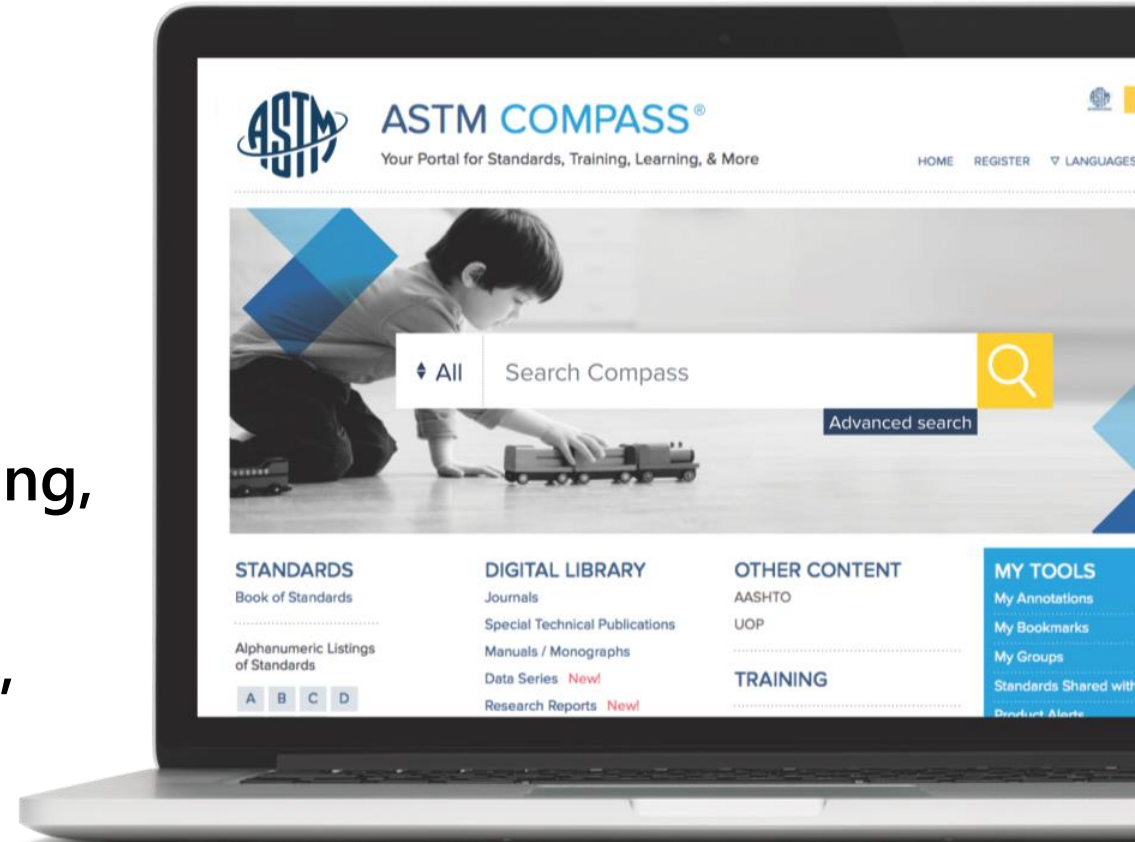 ng,
,
ASTM
ASTM COMPASS®
Your Portal for Standards, Training, Learning, & More
HOME REGISTER ▽ LANGUAGES
All Search Compass
Advanced search
STANDARDS
Book of Standards
Alphanumeric Listings
of Standards
A B C D
DIGITAL LIBRARY
Journals
Special Technical Publications
Manuals / Monographs
Data Series New!
Research Reports New!
OTHER CONTENT
AASHTO
UOP
TRAINING
MY TOOLS
My Annotations
My Bookmarks
My Groups
Standards Shared with
Product Alerts